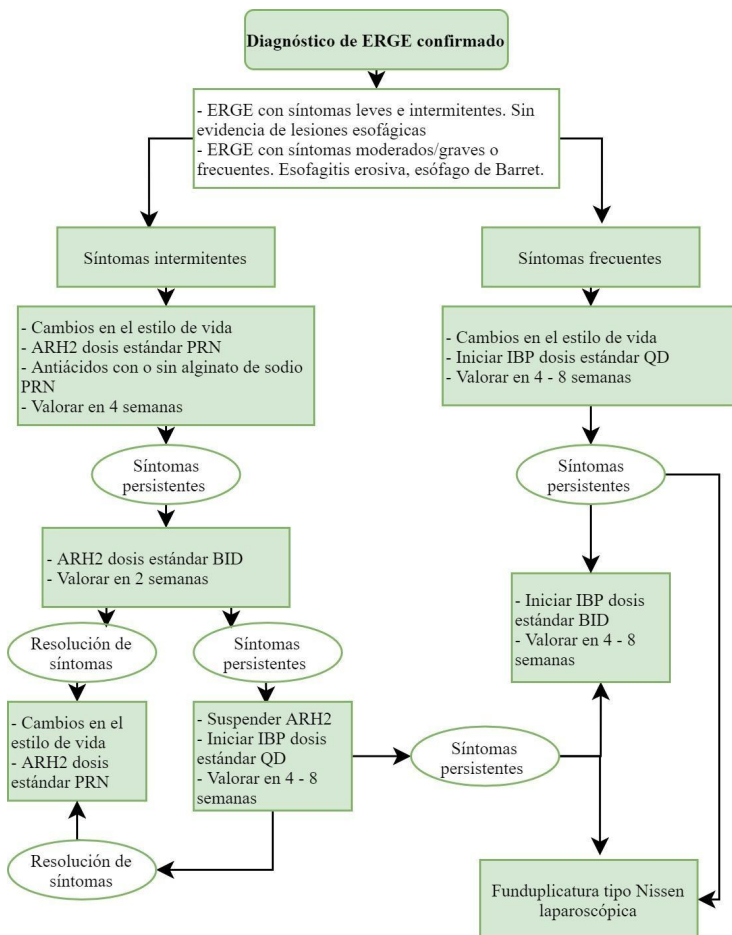 Diagnóstico de ERGE confirmado
- ERGE con síntomas leves e intermitentes. Sin
evidencia de lesiones esofágicas
- ERGE con síntomas moderados/graves o
frecuentes. Esofagitis erosiva, esófago de Barret.
Síntomas intermitentes
Síntomas frecuentes
- Cambios en el estilo de vida
- ARH2 dosis estándar PRN
- Antiácidos con o sin alginato de sodio
PRN
- Valorar en 4 semanas
- Cambios en el estilo de vida
- Iniciar IBP dosis estándar QD
- Valorar en 4 - 8 semanas
Síntomas
persistentes
Síntomas
persistentes
- ARH2 dosis estándar BID
- Valorar en 2 semanas
- Iniciar IBP dosis
estándar BID
- Valorar en 4 - 8
semanas
Resolución de
síntomas
Síntomas
persistentes
- Cambios en el
estilo de vida
- ARH2 dosis
estándar PRN
- Suspender ARH2
- Iniciar IBP dosis
estándar QD
- Valorar en 4 - 8
semanas
Síntomas
persistentes
Resolución de
síntomas
Funduplicatura tipo Nissen
laparoscópica